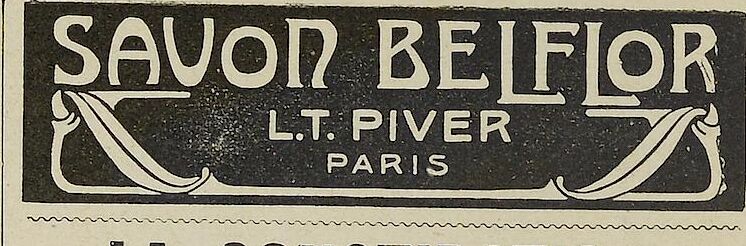 SAVON BELFLOR
L.T. PIVER
PARIS